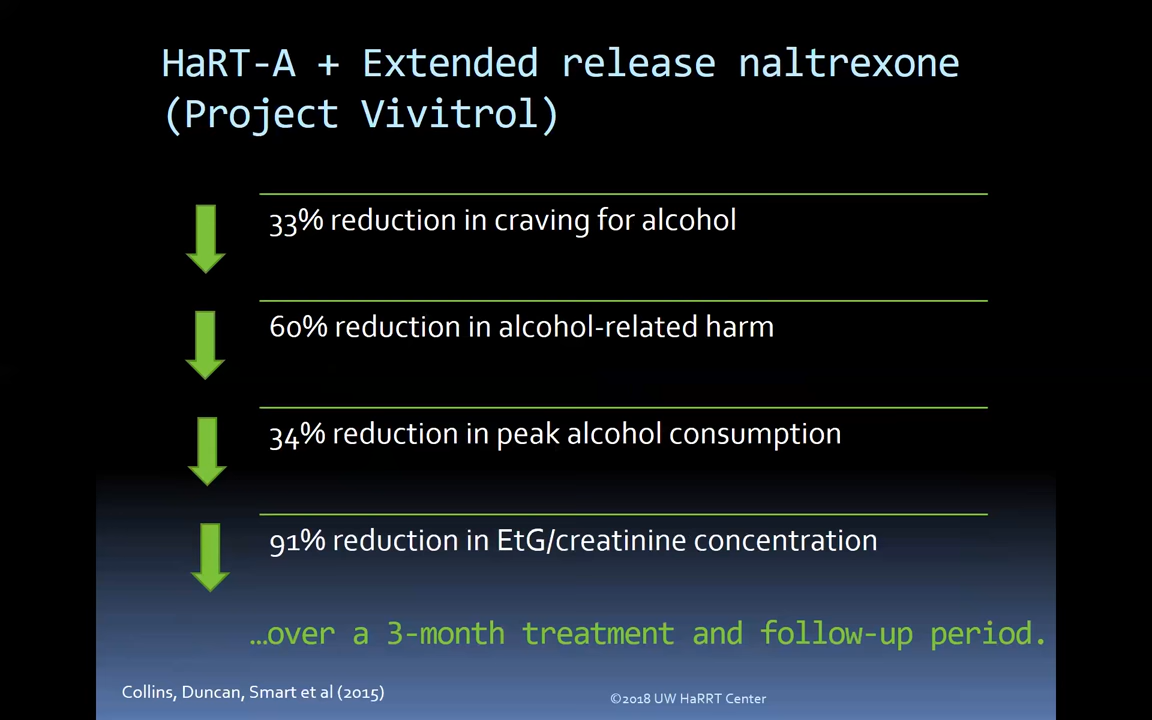 HaRT-A + Extended release naltrexone
(Project Vivitrol)
33% reduction in craving for alcohol
60% reduction in alcohol-related harm
34% reduction in peak alcohol consumption
91% reduction in EtG/creatinine concentration
…over a 3-month treatment and follow-up period.
Collins, Duncan, Smart et al (2015)
©2018 UW HaRRT Center